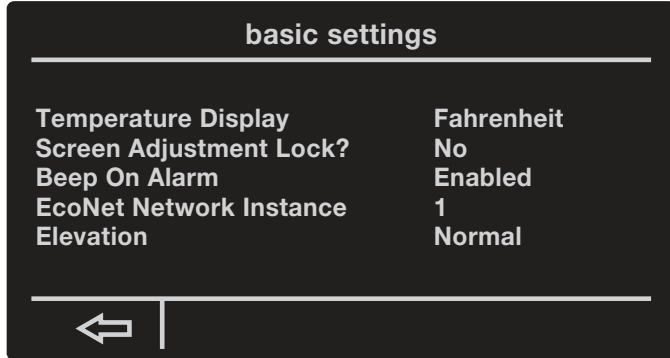 basic settings
Temperature Display Fahrenheit
Screen Adjustment Lock? No
Beep On Alarm Enabled
EcoNet Network Instance 1
Elevation Normal